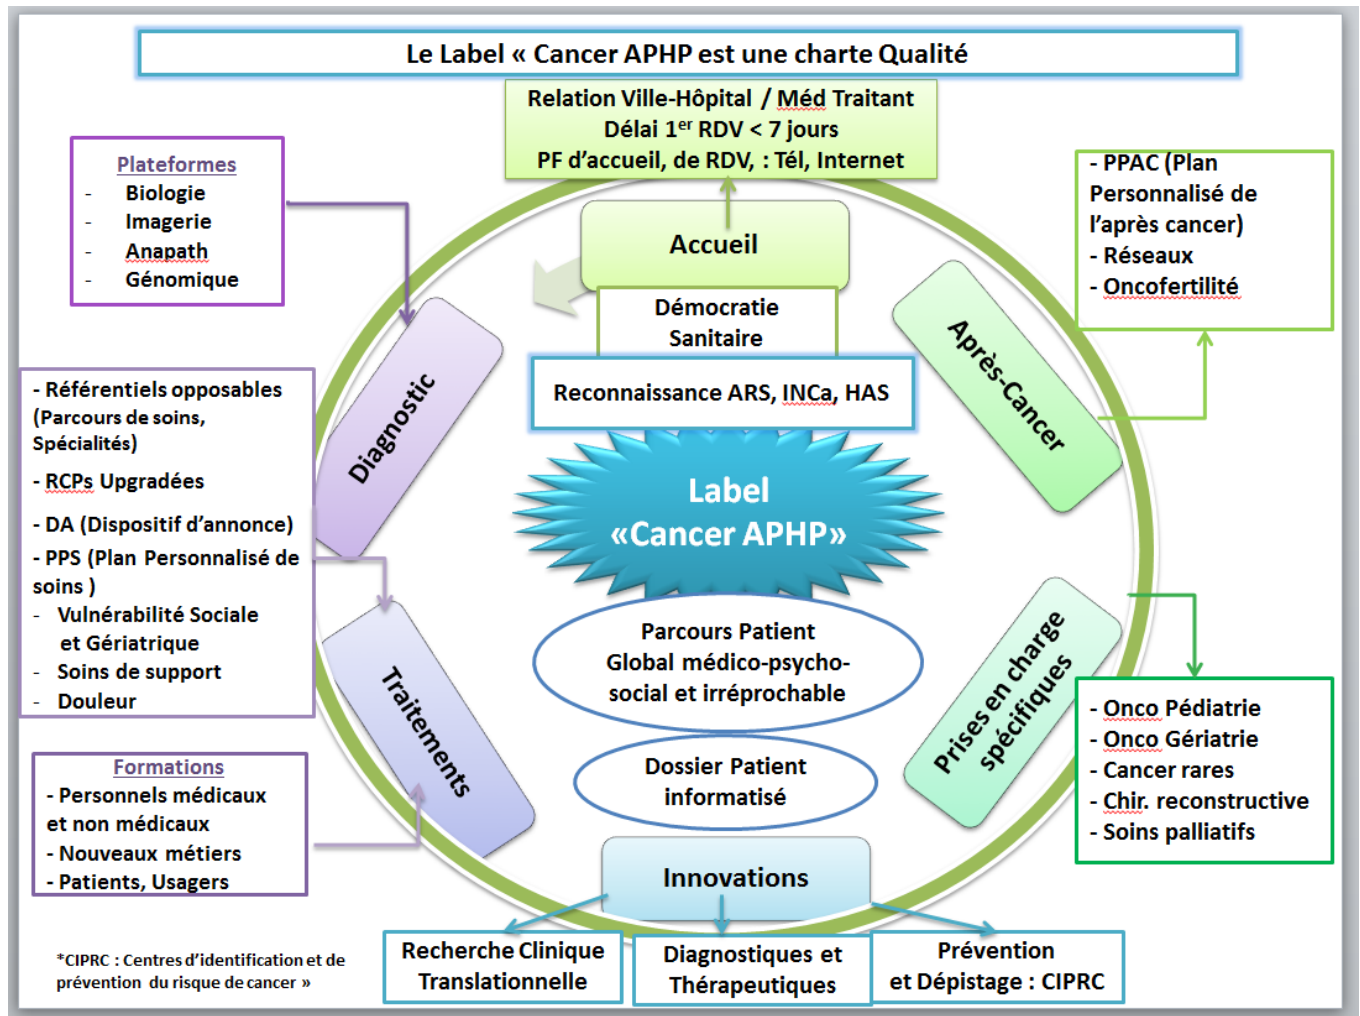 Le Label « Cancer APHP est une charte Qualité
Relation Ville-Hôpital / Méd Traitant
Délai 1er RDV < 7 jours
PF d'accueil, de RDV, : Tél, Internet
Plateformes
- Biologie
- Imagerie
- Anapath
- Génomique
Accueil
- PPAC (Plan
Personnalisé de
l'après cancer)
- Réseaux
- Oncofertilité
Démocratie
Sanitaire
Reconnaissance ARS, INCa, HAS
Diagnostic
Après-Cancer
- Référentiels opposables
(Parcours de soins,
Spécialités)
- RCPs Upgradées
- DA (Dispositif d'annonce)
- PPS (Plan Personnalisé de
soins )
- Vulnérabilité Sociale
et Gériatrique
- Soins de support
- Douleur
Label
«Cancer APHP»
Parcours Patient
Global médico-psycho-
social et irréprochable
Traitements
Prises en charge
spécifiques
- Onco Pédiatrie
- Onco Gériatrie
- Cancer rares
- Chir. reconstructive
- Soins palliatifs
Dossier Patient
informatisé
Formations
- Personnels médicaux
et non médicaux
- Nouveaux métiers
- Patients, Usagers
Innovations
Recherche Clinique
Translationnelle
Diagnostiques et
Thérapeutiques
Prévention
et Dépistage : CIPRC
*CIPRC : Centres d'identification et de
prévention du risque de cancer »